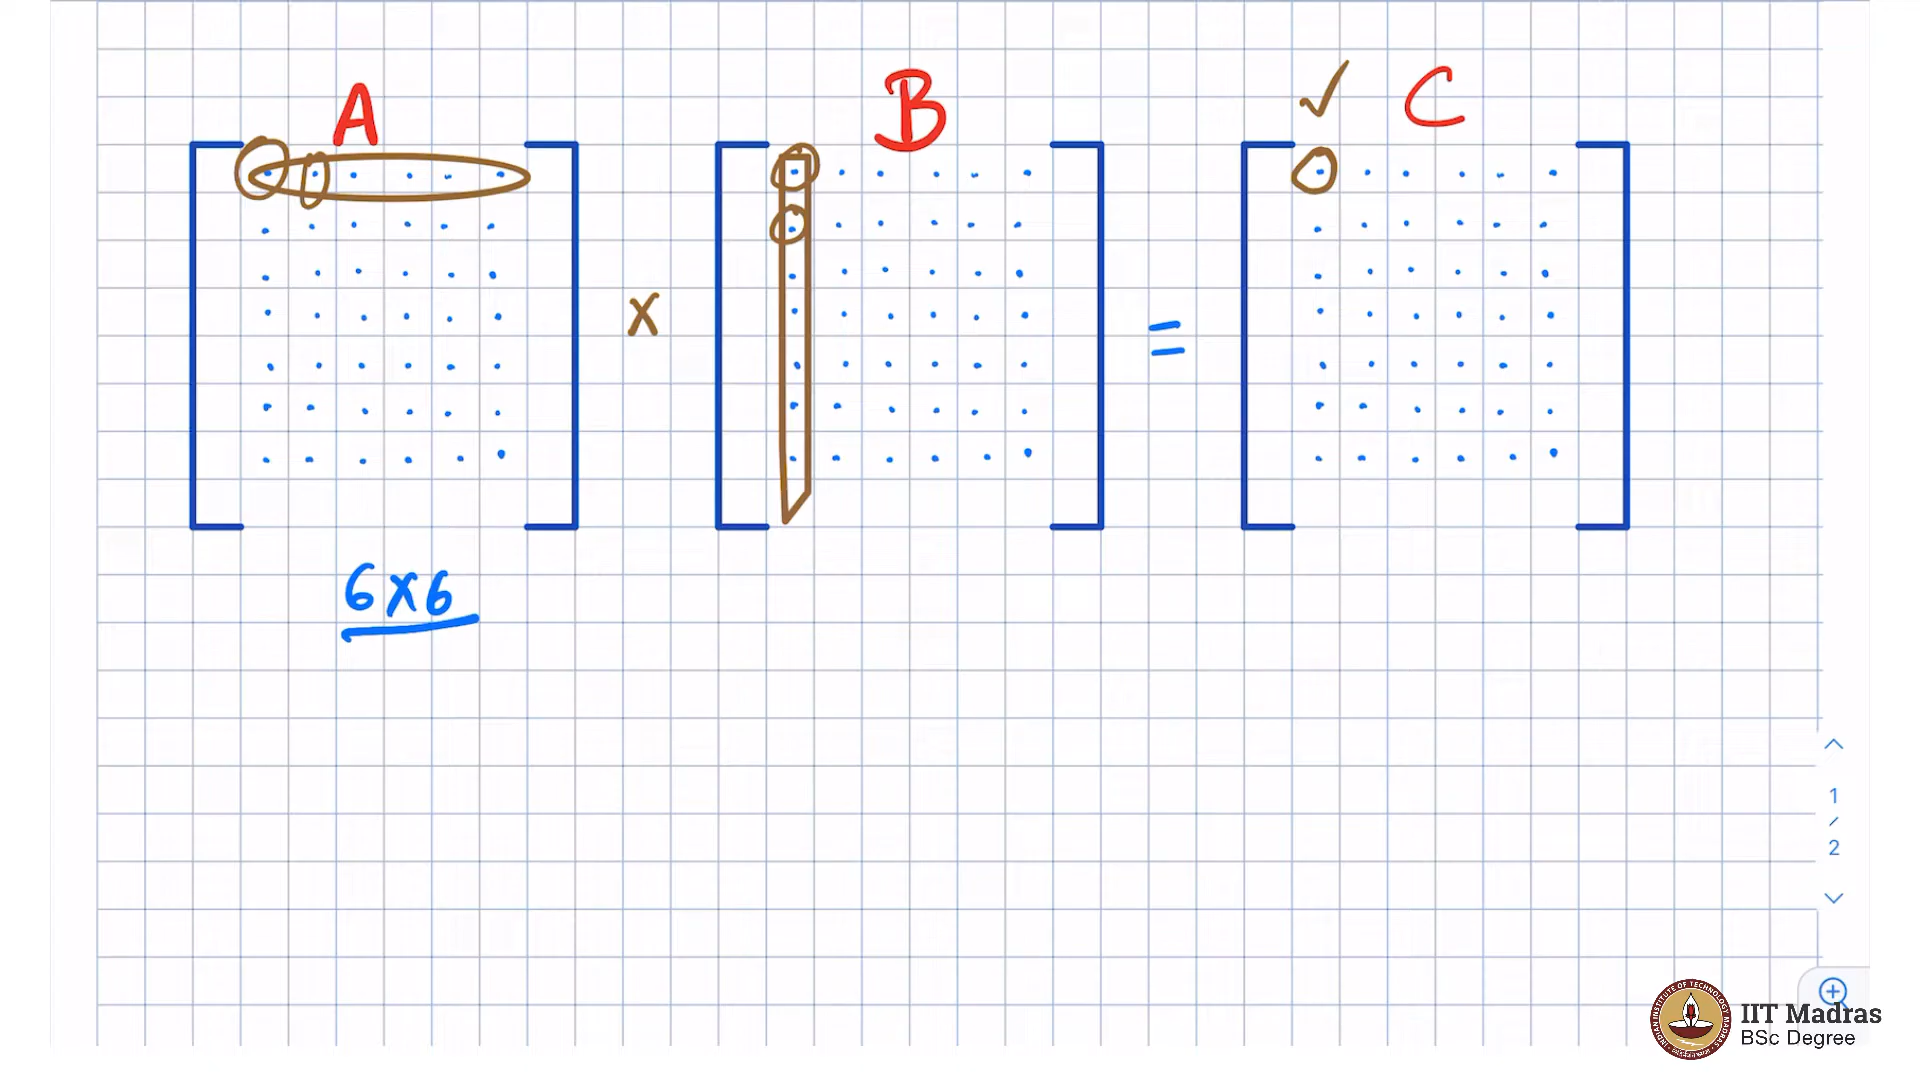 A B ✓ C
x =
6x6
1
/
2
IIT Madras
BSc Degree